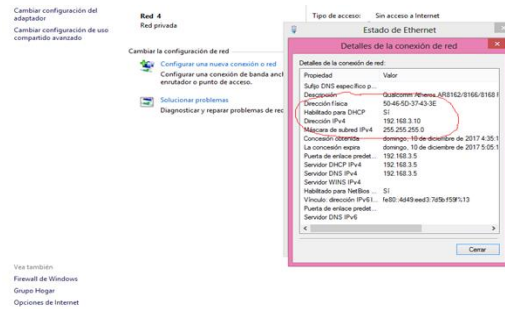 Cambiar configuración del
adaptador
Cambiar configuración de uso
compartido avanzado
Red 4
Red privada
Tipo de acceso: Sin acceso a Internet
Cambiar la configuración de red
Configurar una nueva conexión o red
Configurar una conexión de banda ancl
enrutador o punto de acceso.
Solucionar problemas
Diagnosticar y reparar problemas de rec
Estado de Ethernet
Detalles de la conexión de red
Detalles de la conexión de red:
Propiedad Valor
Sufijo DNS específico p...
Descripción Qualcomm Atheros AR8162/8166/8168
Dirección física 50-46-5D-37-43-3E
Habilitado para DHCP Sí
Dirección IPv4 192.168.3.10
Máscara de subred IPv4 255.255.255.0
Concesión obtenida domingo, 10 de diciembre de 2017 4:35:1
La concesión expira domingo, 10 de diciembre de 2017 5:05:1
Puerta de enlace predet... 192.168.3.5
Servidor DHCP IPv4 192.168.3.5
Servidor DNS IPv4 192.168.3.5
Servidor WINS IPv4
Habilitado para NetBios ... Sí
Vínculo: dirección IPv6 l... fe80::4d49:eed3:7d5b:f59f%13
Puerta de enlace predet...
Servidor DNS IPv6
Cerrar
Vea también
Firewall de Windows
Grupo Hogar
Opciones de Internet